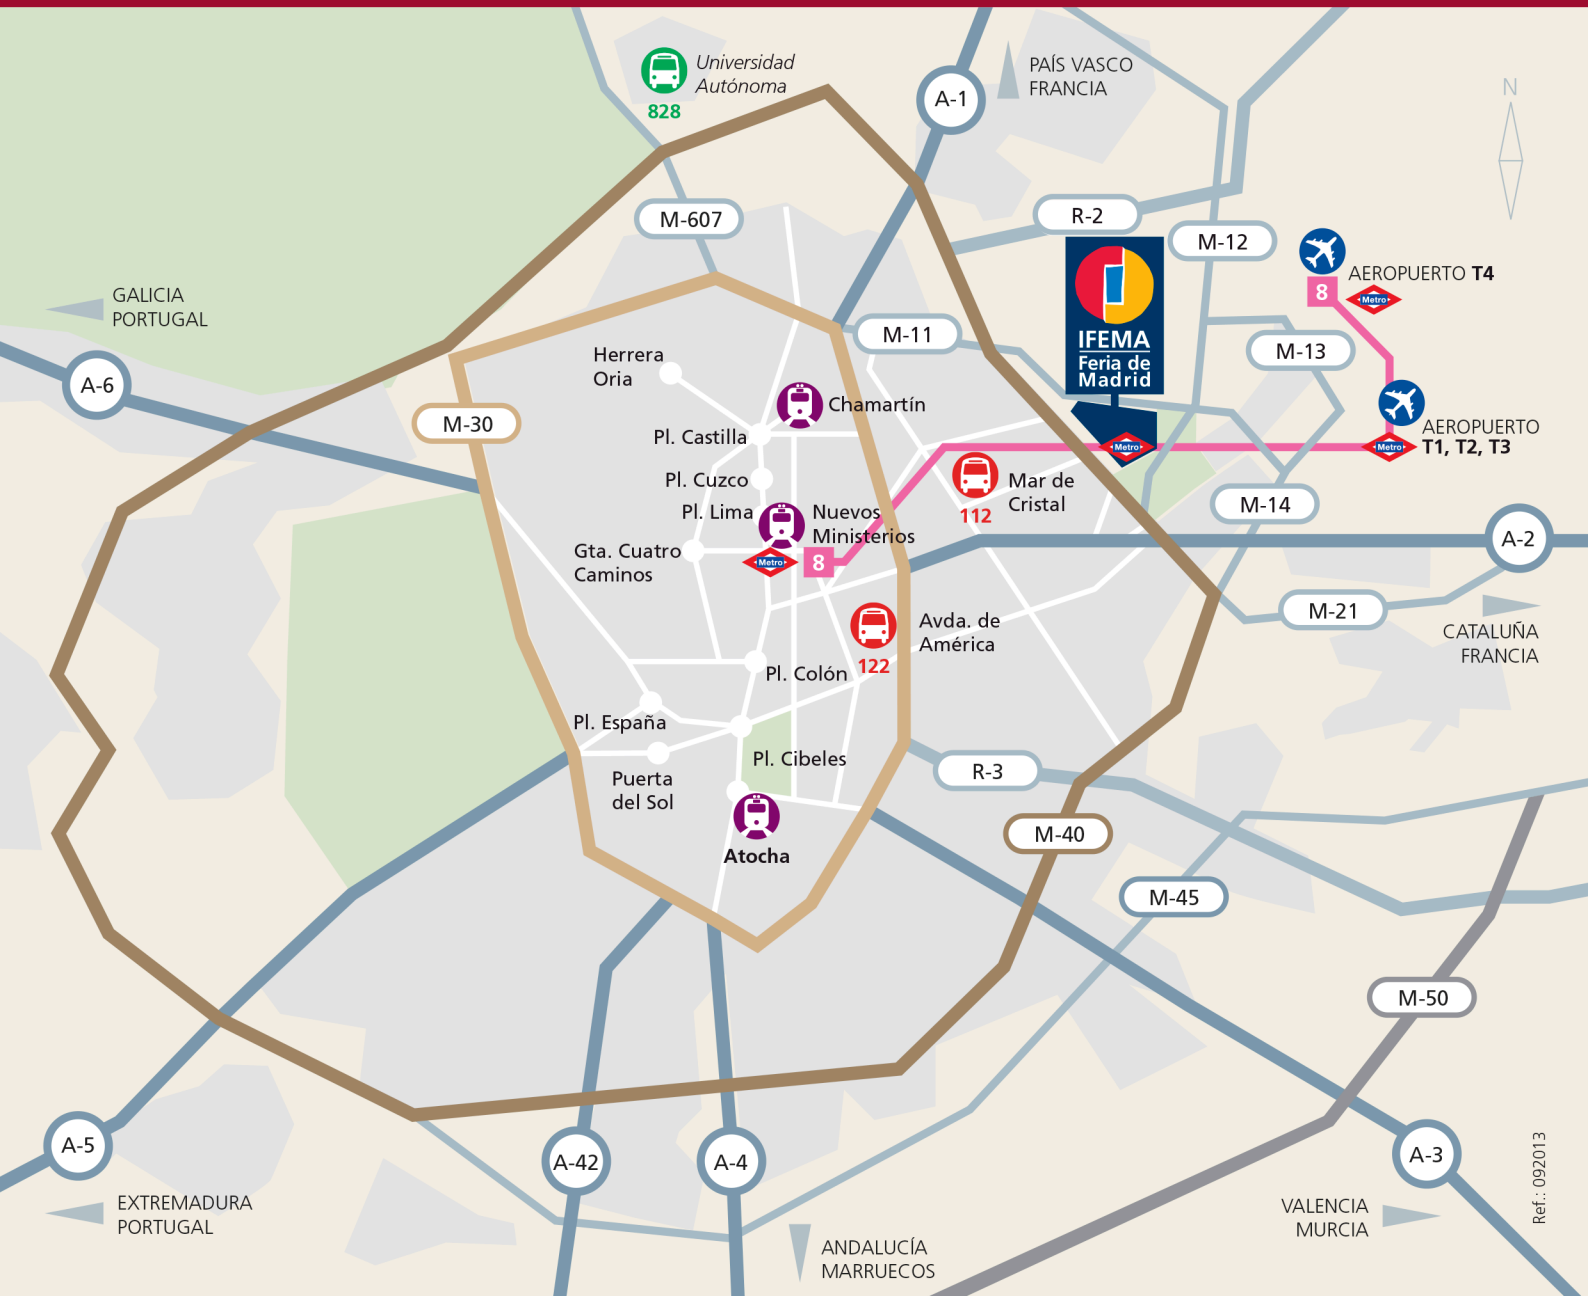 Universidad
Autónoma
828
A-1
PAÍS VASCO
FRANCIA
N
M-607
R-2
M-12
AEROPUERTO T4
8
Metro
GALICIA
PORTUGAL
IFEMA
Feria de
Madrid
M-11
M-13
Herrera
Oria
A-6
Chamartín
M-30
Pl. Castilla
AEROPUERTO
T1, T2, T3
Metro
Metro
Pl. Cuzco
Mar de
Cristal
112
M-14
Pl. Lima
Nuevos
Ministerios
A-2
Gta. Cuatro
Caminos
Metro
8
M-21
Avda. de
América
122
CATALUÑA
FRANCIA
Pl. Colón
Pl. España
Pl. Cibeles
R-3
Puerta
del Sol
M-40
Atocha
M-45
M-50
A-5
A-42
A-4
A-3
Ref.: 092013
EXTREMADURA
PORTUGAL
VALENCIA
MURCIA
ANDALUCÍA
MARRUECOS